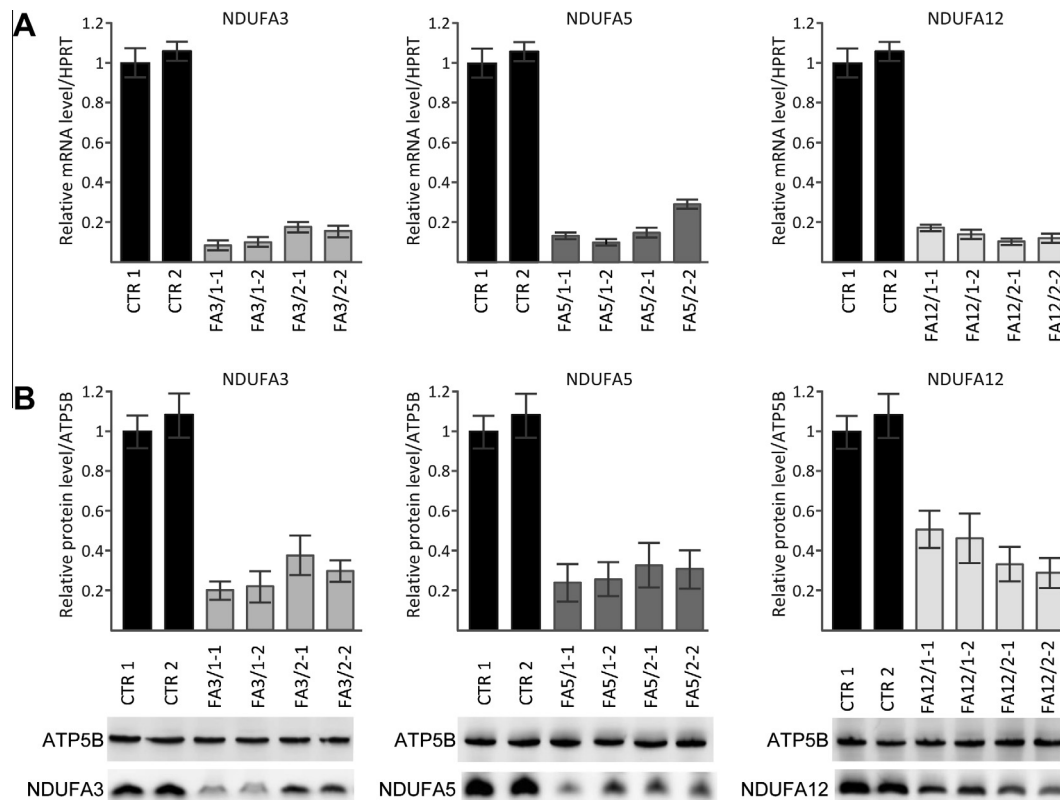 A
NDUFA3
NDUFA5
NDUFA12
Relative mRNA level/HPRT
1.2
1
0.8
0.6
0.4
0.2
CTR 1
CTR 2
FA3/1-1
FA3/1-2
FA3/2-1
FA3/2-2
Relative mRNA level/HPRT
1.2
1
0.8
0.6
0.4
0.2
CTR 1
CTR 2
FA5/1-1
FA5/1-2
FA5/2-1
FA5/2-2
Relative mRNA level/HPRT
1.2
1
0.8
0.6
0.4
0.2
CTR 1
CTR 2
FA12/1-1
FA12/1-2
FA12/2-1
FA12/2-2
B
NDUFA3
NDUFA5
NDUFA12
Relative protein level/ATP5B
1.2
1
0.8
0.6
0.4
0.2
CTR 1
CTR 2
FA3/1-1
FA3/1-2
FA3/2-1
FA3/2-2
ATP5B
NDUFA3
Relative protein level/ATP5B
1.2
1
0.8
0.6
0.4
0.2
CTR 1
CTR 2
FA5/1-1
FA5/1-2
FA5/2-1
FA5/2-2
ATP5B
NDUFA5
Relative protein level/ATP5B
1.2
1
0.8
0.6
0.4
0.2
CTR 1
CTR 2
FA12/1-1
FA12/1-2
FA12/2-1
FA12/2-2
ATP5B
NDUFA12